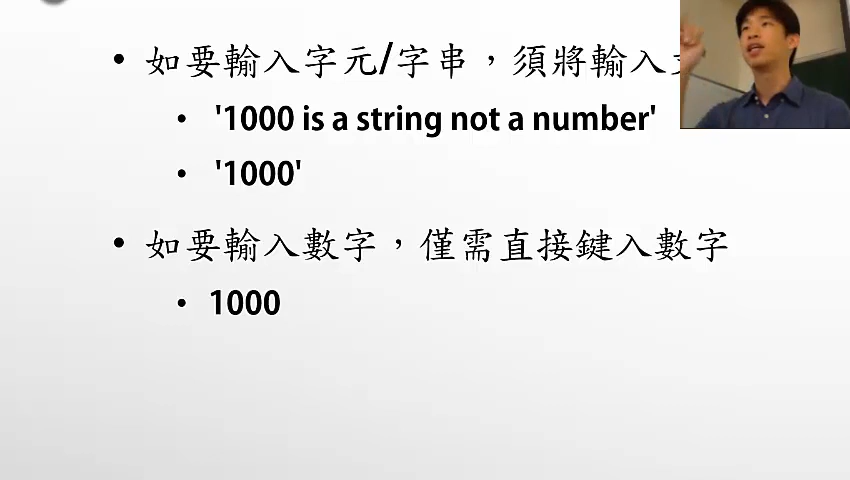 如要輸入字元/字串，須將輸入
'1000 is a string not a number'
'1000'
如要輸入數字，僅需直接鍵入數字
1000